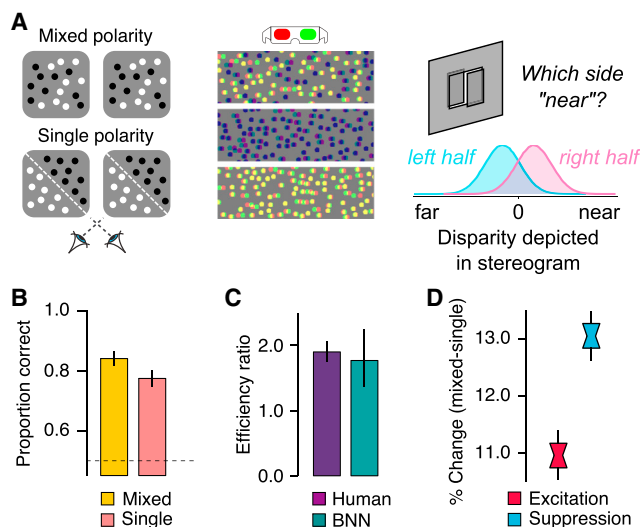 A
Mixed polarity
Single polarity
Which side
"near"?
left half
right half
far
0
near
Disparity depicted
in stereogram
B
Proportion correct
1.0
0.8
0.6
Mixed
Single
C
Efficiency ratio
2.0
1.0
0.0
Human
BNN
D
% Change (mixed-single)
13.0
12.0
11.0
Excitation
Suppression